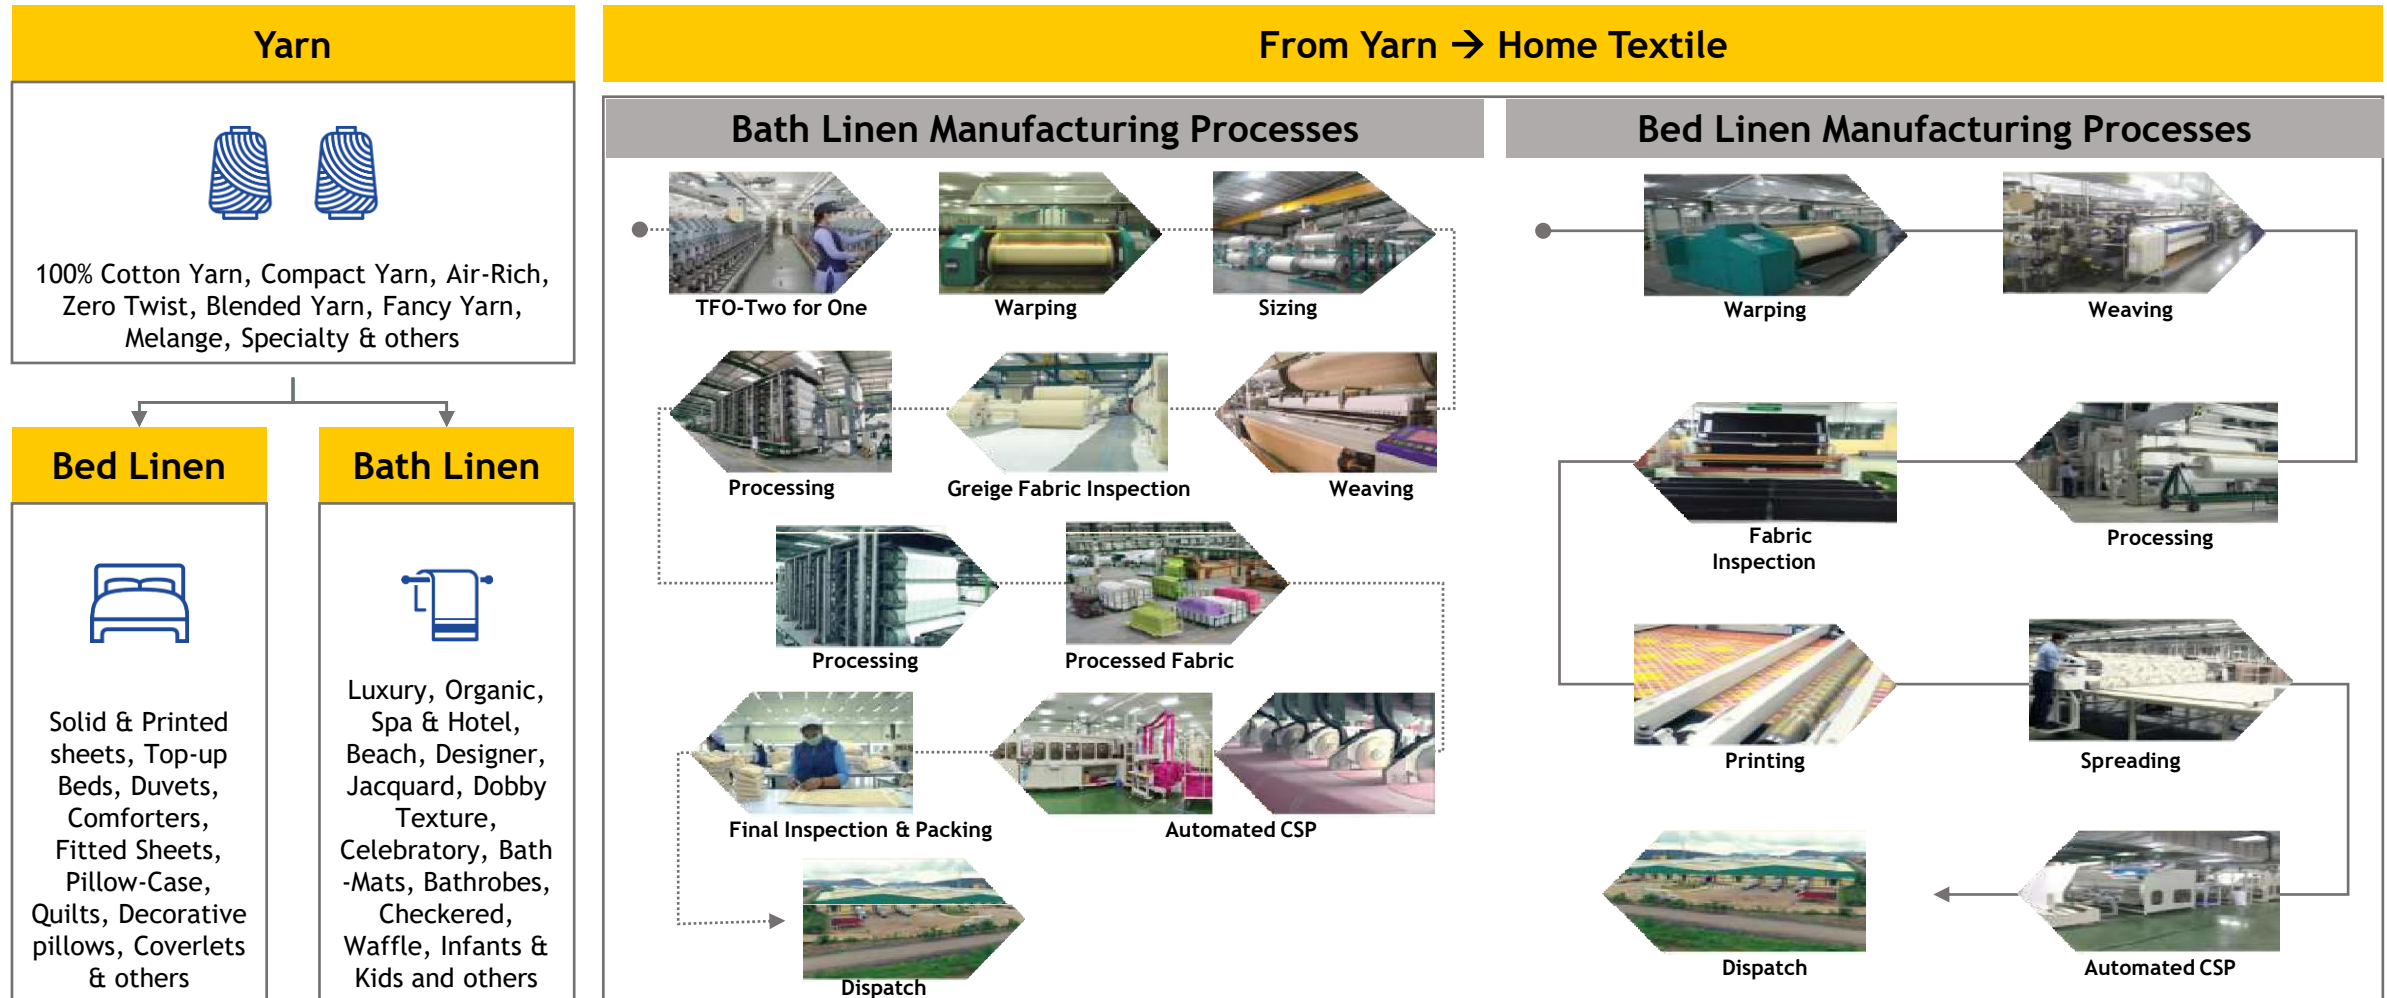 Yarn
100% Cotton Yarn, Compact Yarn, Air-Rich,
Zero Twist, Blended Yarn, Fancy Yarn,
Melange, Specialty & others
Bed Linen
Solid & Printed
sheets, Top-up
Beds, Duvets,
Comforters,
Fitted Sheets,
Pillow-Case,
Quilts, Decorative
pillows, Coverlets
& others
Bath Linen
Luxury, Organic,
Spa & Hotel,
Beach, Designer,
Jacquard, Dobby
Texture,
Celebratory, Bath
-Mats, Bathrobes,
Checkered,
Waffle, Infants &
Kids and others
From Yarn → Home Textile
Bath Linen Manufacturing Processes
TFO-Two for One
Warping
Sizing
Processing
Greige Fabric Inspection
Weaving
Processing
Processed Fabric
Final Inspection & Packing
Automated CSP
Dispatch
Bed Linen Manufacturing Processes
Warping
Weaving
Fabric
Inspection
Processing
Printing
Spreading
Dispatch
Automated CSP